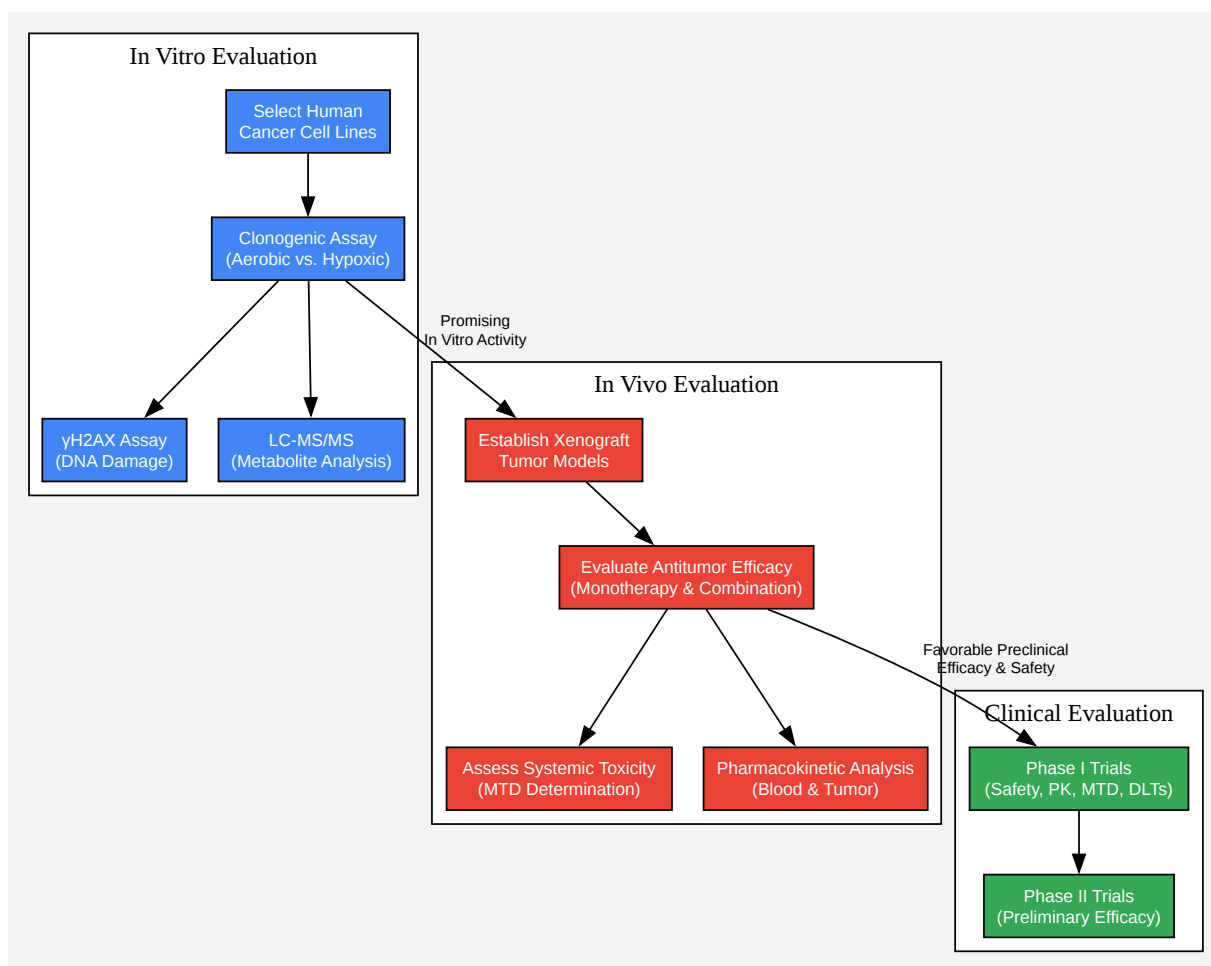 In Vitro Evaluation
Select Human
Cancer Cell Lines
Clonogenic Assay
(Aerobic vs. Hypoxic)
Promising
In Vitro Activity
γH2AX Assay
(DNA Damage)
LC-MS/MS
(Metabolite Analysis)
In Vivo Evaluation
Establish Xenograft
Tumor Models
Evaluate Antitumor Efficacy
(Monotherapy & Combination)
Favorable Preclinical
Efficacy & Safety
Assess Systemic Toxicity
(MTD Determination)
Pharmacokinetic Analysis
(Blood & Tumor)
Clinical Evaluation
Phase I Trials
(Safety, PK, MTD, DLTs)
Phase II Trials
(Preliminary Efficacy)